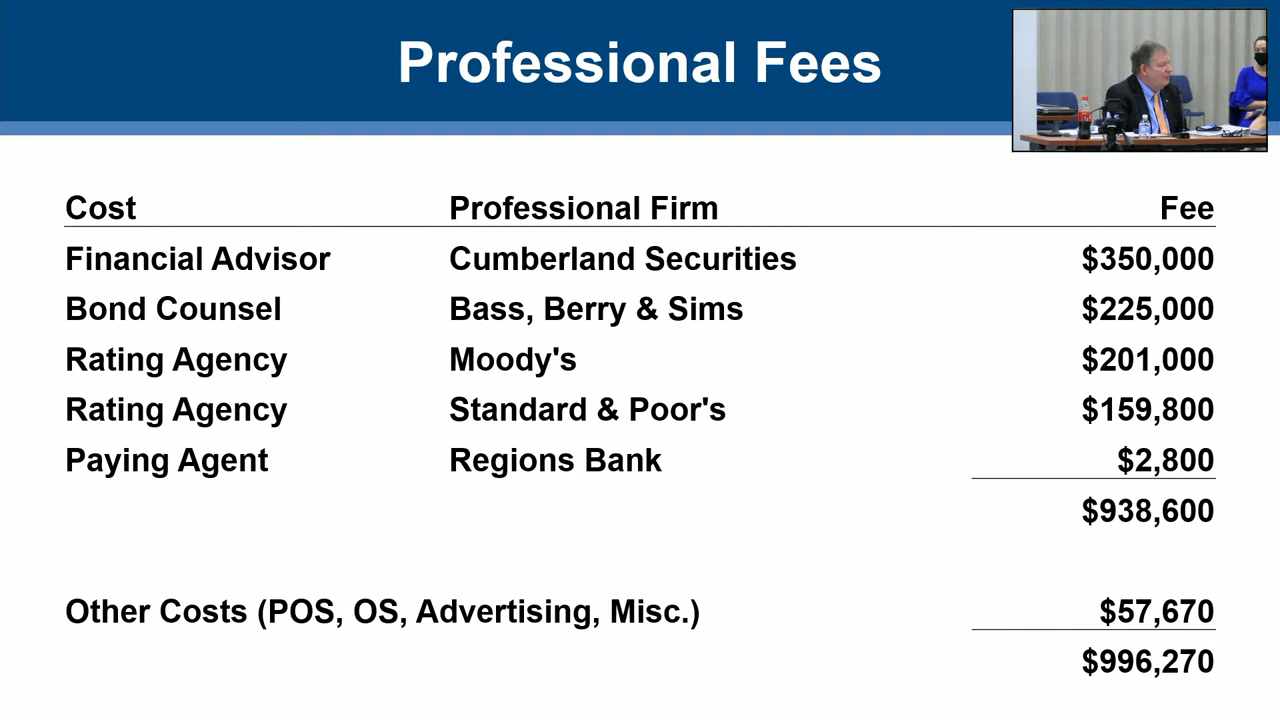 Professional Fees
Cost Professional Firm Fee
Financial Advisor Cumberland Securities $350,000
Bond Counsel Bass, Berry & Sims $225,000
Rating Agency Moody's $201,000
Rating Agency Standard & Poor's $159,800
Paying Agent Regions Bank $2,800
$938,600
Other Costs (POS, OS, Advertising, Misc.) $57,670
$996,270